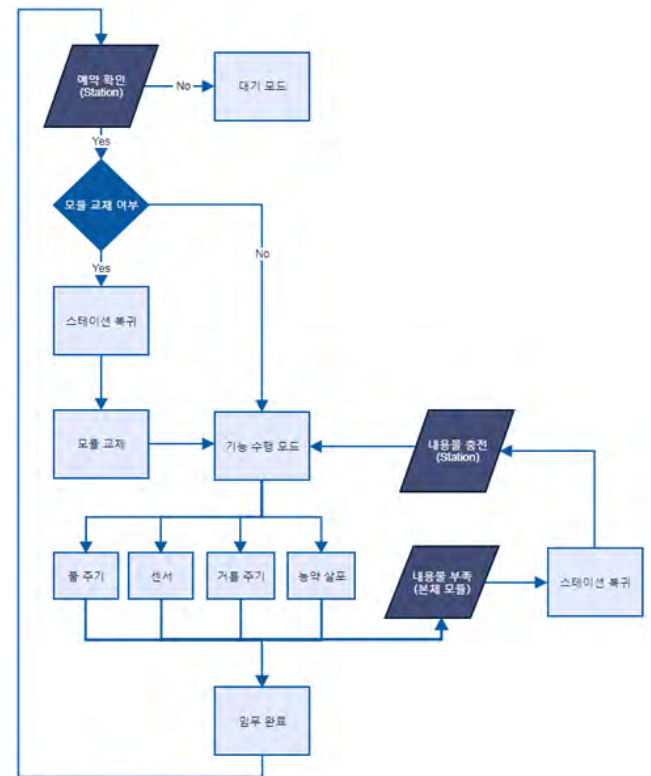 예약 확인
(Station)
No
대기 모드
Yes
모듈 교체 여부
Yes
No
스테이션 복귀
모듈 교체
기능 수행 모드
내용물 충전
(Station)
물 주기
센서
거름 주기
농약 살포
내용물 부족
(본체 모듈)
스테이션 복귀
임무 완료